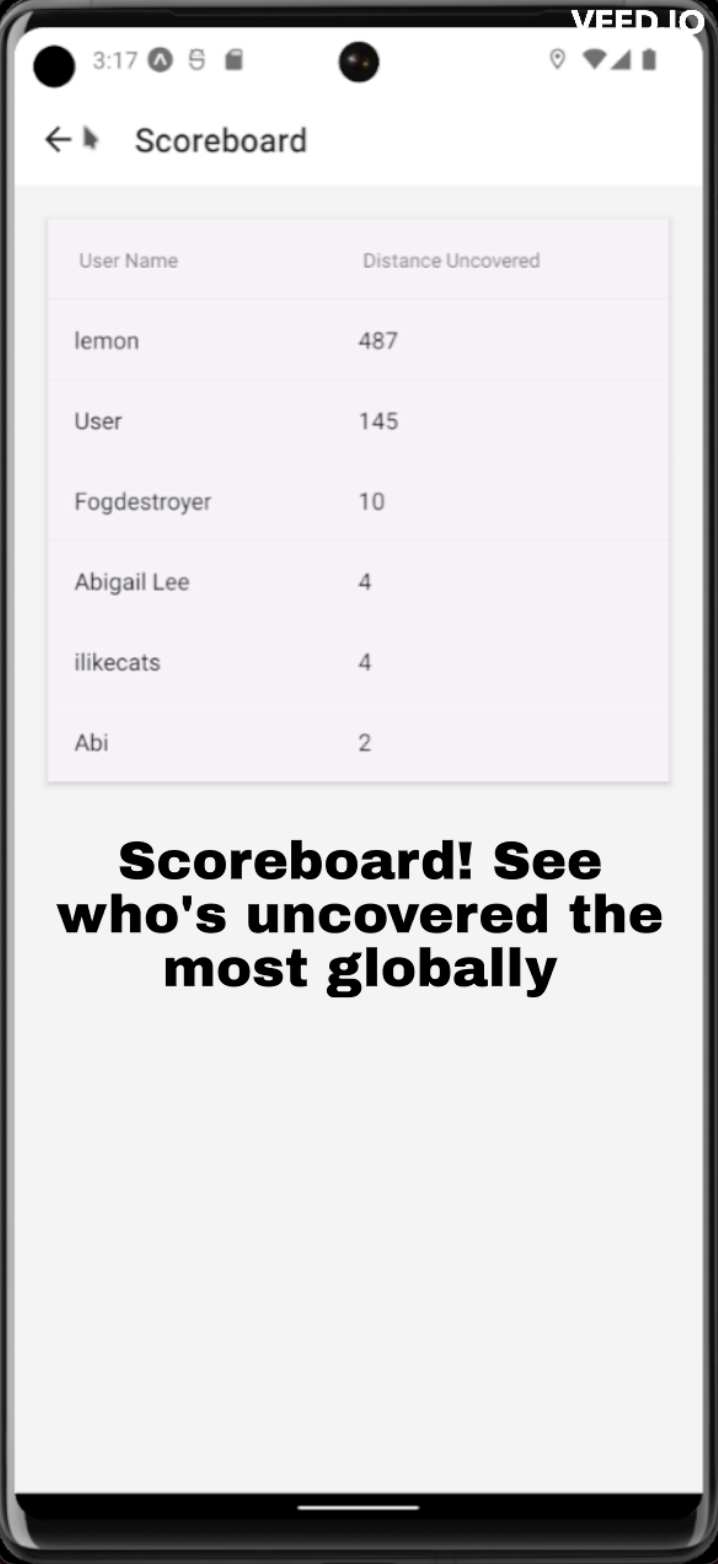 VEED.IO
3:17
Scoreboard
User Name Distance Uncovered
lemon 487
User 145
Fogdestroyer 10
Abigail Lee 4
ilikecats 4
Abi 2
Scoreboard! See
who's uncovered the
most globally